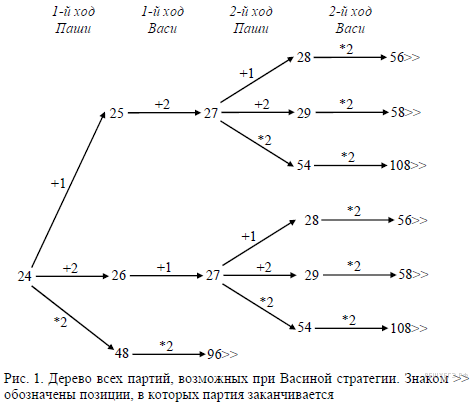 1-й ход 1-й ход 2-й ход 2-й ход
Паши Васи Паши Васи
28 *2 56>>
+1
25 +2 27 +2 29 *2 58>>
*2
54 *2 108>>
+1
28 *2 56>>
+1
24 +2 26 +1 27 +2 29 *2 58>>
*2 *2
54 *2 108>>
48 *2 96>>
Рис. 1. Дерево всех партий, возможных при Васиной стратегии. Знаком >>
обозначены позиции, в которых партия заканчивается